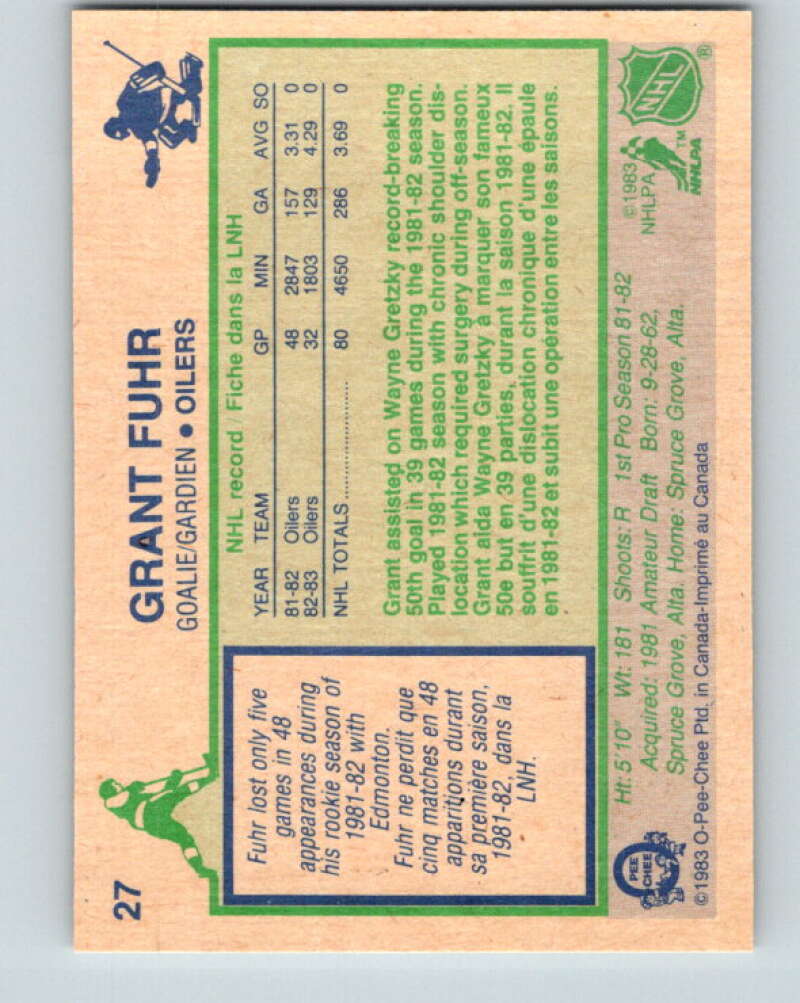 27
GRANT FUHR
GOALIE/GARDIEN • OILERS
Fuhr lost only five
games in 48
appearances during
his rookie season of
1981-82 with
Edmonton.
Fuhr ne perdit que
cinq matches en 48
apparitions durant
sa première saison,
1981-82, dans la
LNH.
NHL record / Fiche dans la LNH
YEAR TEAM GP MIN GA AVG SO
81-82 Oilers 48 2847 157 3.31 0
82-83 Oilers 32 1803 129 4.29 0
NHL TOTALS 80 4650 286 3.69 0
Grant assisted on Wayne Gretzky record-breaking
50th goal in 39 games during the 1981-82 season.
Played 1981-82 season with chronic shoulder dis-
location which required surgery during off-season.
Grant aida Wayne Gretzky à marquer son fameux
50e but en 39 parties, durant la saison 1981-82. Il
souffrit d'une dislocation chronique d'une épaule
en 1981-82 et subit une opération entre les saisons.
Ht: 5'10" Wt: 181 Shoots: R 1st Pro Season 81-82
Acquired: 1981 Amateur Draft Born: 9-28-62,
Spruce Grove, Alta. Home: Spruce Grove, Alta.
©1983 O-Pee-Chee Ptd. in Canada-Imprimé au Canada
O
PEE
CHEE
©1983
NHLPA
NHL
®
TM
NHLPA